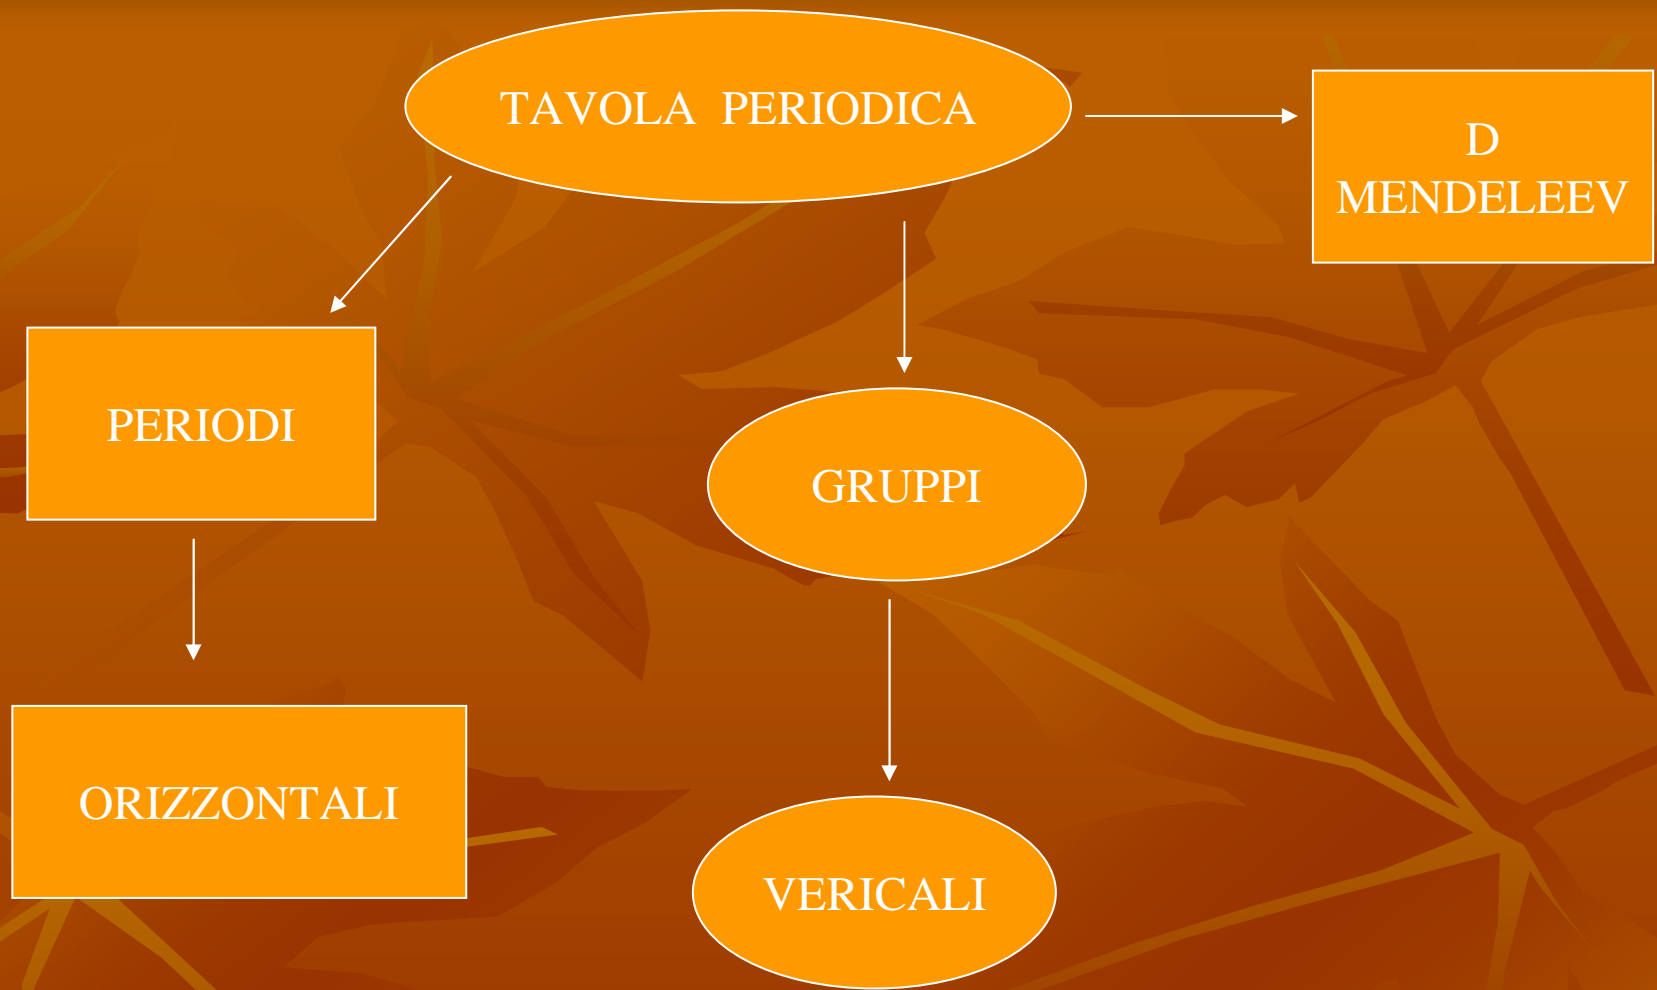 TAVOLA PERIODICA
D
MENDELEEV
PERIODI
GRUPPI
ORIZZONTALI
VERICALI